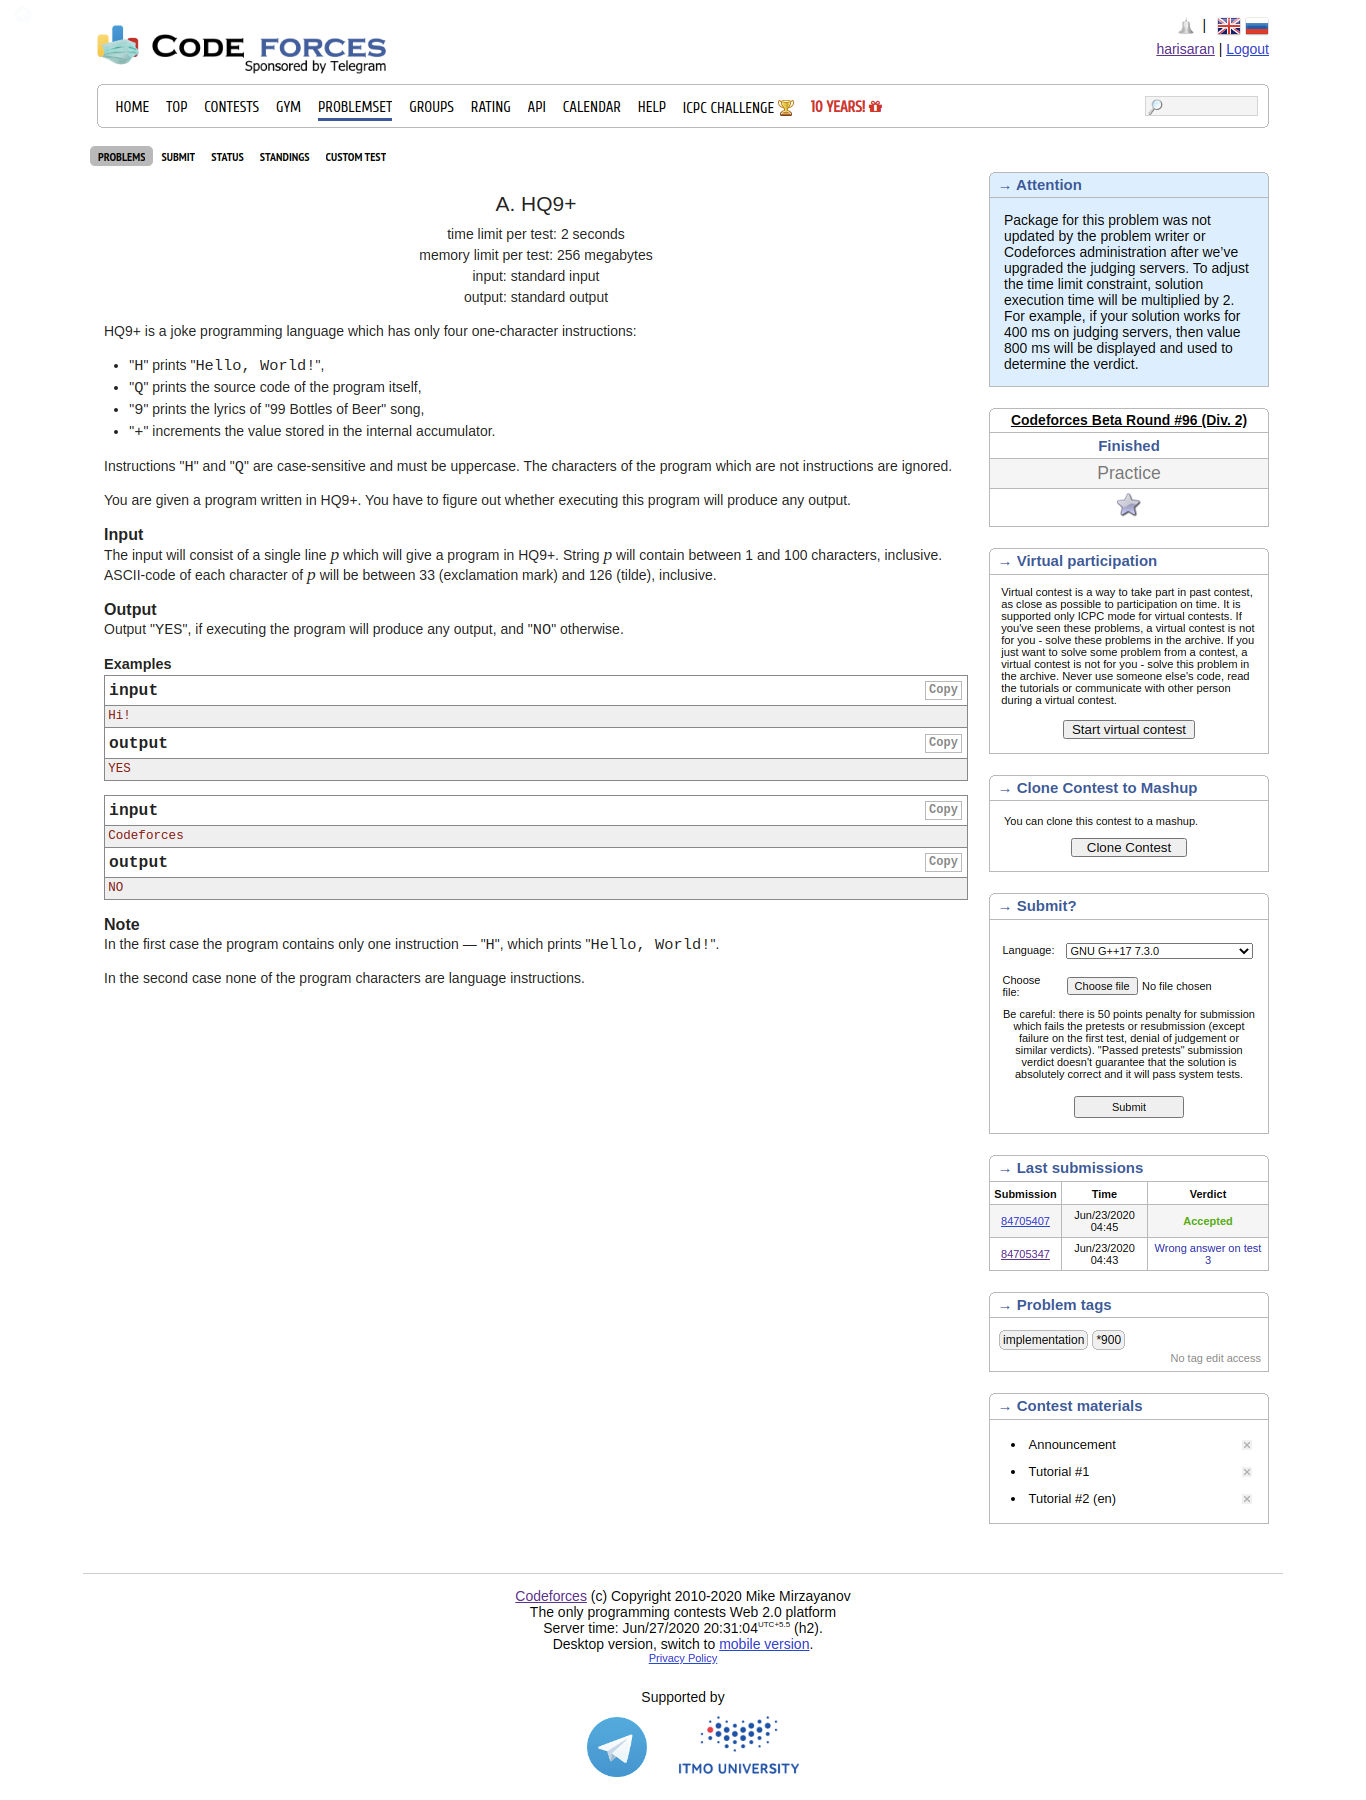 CODE FORCES
Sponsored by Telegram
|
harisaran | Logout
HOME TOP CONTESTS GYM PROBLEMSET GROUPS RATING API CALENDAR HELP ICPC CHALLENGE 10 YEARS!
PROBLEMS SUBMIT STATUS STANDINGS CUSTOM TEST
A. HQ9+
time limit per test: 2 seconds
memory limit per test: 256 megabytes
input: standard input
output: standard output
HQ9+ is a joke programming language which has only four one-character instructions:
• "H" prints "Hello, World!",
• "Q" prints the source code of the program itself,
• "9" prints the lyrics of "99 Bottles of Beer" song,
• "+" increments the value stored in the internal accumulator.
Instructions "H" and "Q" are case-sensitive and must be uppercase. The characters of the program which are not instructions are ignored.
You are given a program written in HQ9+. You have to figure out whether executing this program will produce any output.
Input
The input will consist of a single line p which will give a program in HQ9+. String p will contain between 1 and 100 characters, inclusive.
ASCII-code of each character of p will be between 33 (exclamation mark) and 126 (tilde), inclusive.
Output
Output "YES", if executing the program will produce any output, and "NO" otherwise.
Examples
input Copy
Hi!
output Copy
YES
input Copy
Codeforces
output Copy
NO
Note
In the first case the program contains only one instruction — "H", which prints "Hello, World!".
In the second case none of the program characters are language instructions.
→ Attention
Package for this problem was not
updated by the problem writer or
Codeforces administration after we’ve
upgraded the judging servers. To adjust
the time limit constraint, solution
execution time will be multiplied by 2.
For example, if your solution works for
400 ms on judging servers, then value
800 ms will be displayed and used to
determine the verdict.
Codeforces Beta Round #96 (Div. 2)
Finished
Practice
→ Virtual participation
Virtual contest is a way to take part in past contest,
as close as possible to participation on time. It is
supported only ICPC mode for virtual contests. If
you've seen these problems, a virtual contest is not
for you - solve these problems in the archive. If you
just want to solve some problem from a contest, a
virtual contest is not for you - solve this problem in
the archive. Never use someone else's code, read
the tutorials or communicate with other person
during a virtual contest.
Start virtual contest
→ Clone Contest to Mashup
You can clone this contest to a mashup.
Clone Contest
→ Submit?
Language: GNU G++17 7.3.0
Choose
file: Choose file No file chosen
Be careful: there is 50 points penalty for submission
which fails the pretests or resubmission (except
failure on the first test, denial of judgement or
similar verdicts). "Passed pretests" submission
verdict doesn't guarantee that the solution is
absolutely correct and it will pass system tests.
Submit
→ Last submissions
Submission Time Verdict
84705407 Jun/23/2020 04:45 Accepted
84705347 Jun/23/2020 04:43 Wrong answer on test 3
→ Problem tags
implementation *900
No tag edit access
→ Contest materials
• Announcement
• Tutorial #1
• Tutorial #2 (en)
Codeforces (c) Copyright 2010-2020 Mike Mirzayanov
The only programming contests Web 2.0 platform
Server time: Jun/27/2020 20:31:04UTC+5.5 (h2).
Desktop version, switch to mobile version.
Privacy Policy
Supported by
ITMO UNIVERSITY